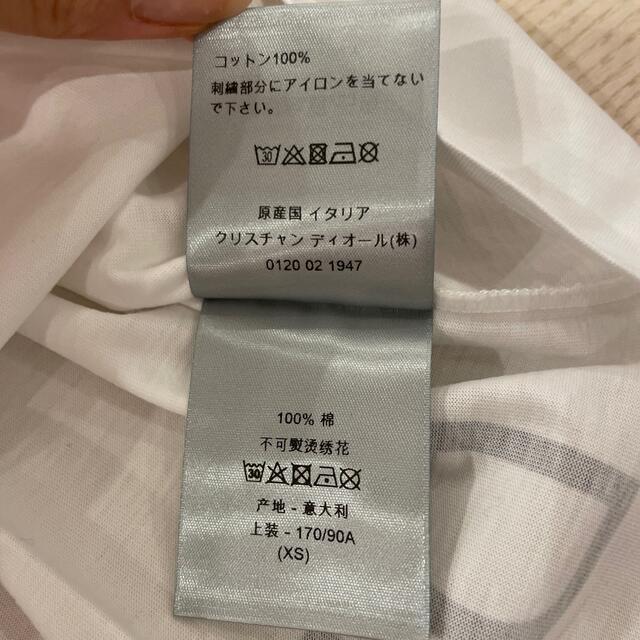 コットン100%
刺繍部分にアイロンを当てない
で下さい。
30
原産国 イタリア
クリスチャン ディオール(株)
0120 02 1947
100% 棉
不可熨烫绣花
30
产地 - 意大利
上装 - 170/90A
(XS)